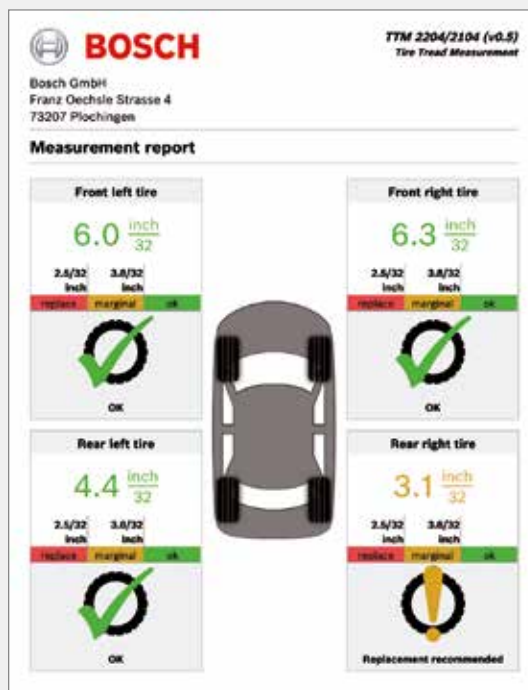 BOSCH
TTM 2204/2104 (v0.5)
Tire Tread Measurement
Bosch GmbH
Franz Oechsle Strasse 4
73207 Plochingen
Measurement report
Front left tire
6.0 inch/32
2.5/32 inch
3.8/32 inch
replace marginal ok
OK
Front right tire
6.3 inch/32
2.5/32 inch
3.8/32 inch
replace marginal ok
OK
Rear left tire
4.4 inch/32
2.5/32 inch
3.8/32 inch
replace marginal ok
OK
Rear right tire
3.1 inch/32
2.5/32 inch
3.8/32 inch
replace marginal ok
Replacement recommended